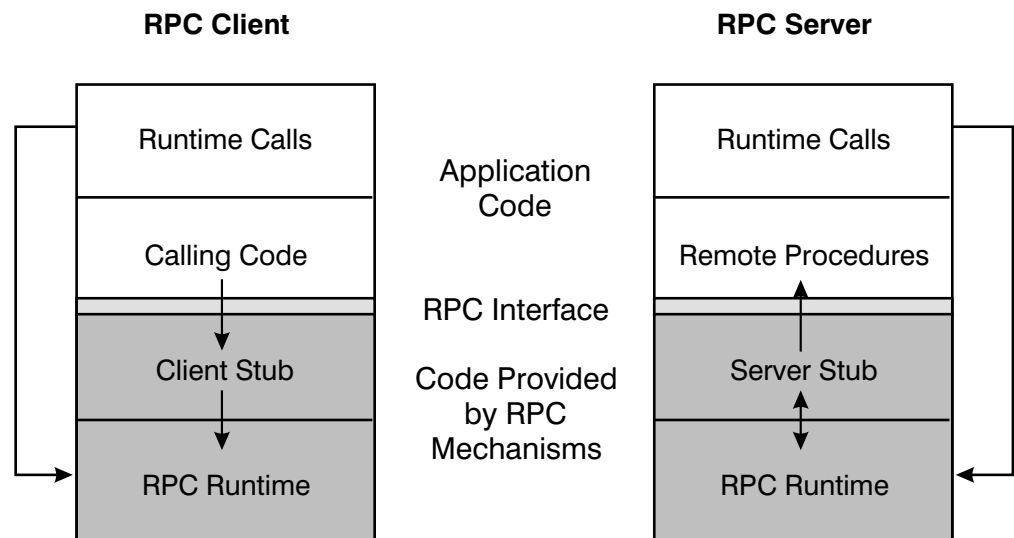 RPC Client
RPC Server
Runtime Calls
Runtime Calls
Application
Code
Calling Code
Remote Procedures
RPC Interface
Client Stub
Server Stub
Code Provided
by RPC
Mechanisms
RPC Runtime
RPC Runtime